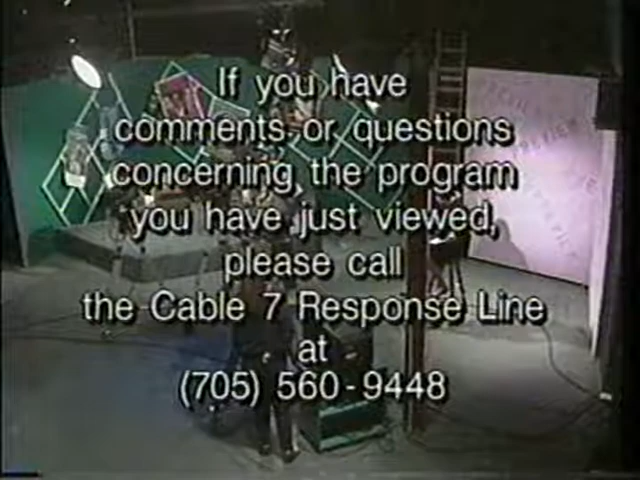 If you have
comments or questions
concerning the program
you have just viewed,
please call
the Cable 7 Response Line
at
(705) 560-9448